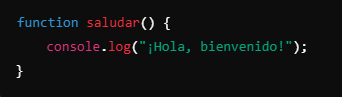 function saludar() {
    console.log("¡Hola, bienvenido!");
}